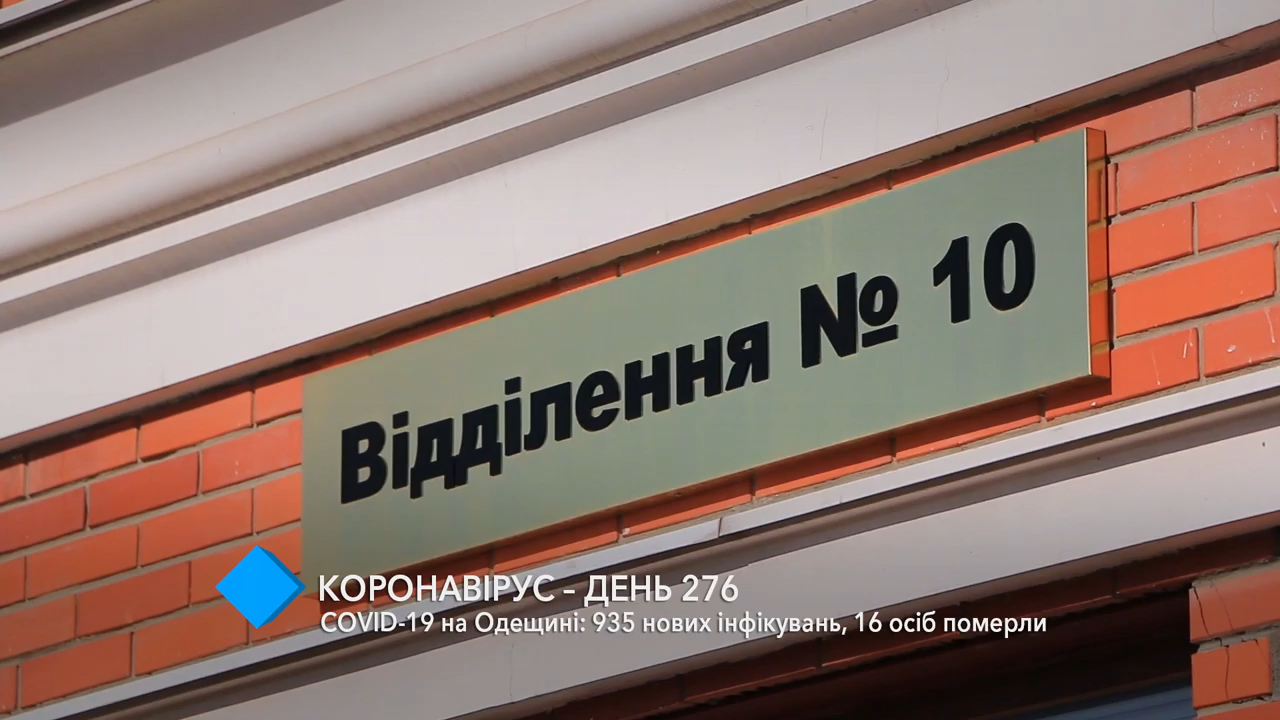 Відділення № 10
КОРОНАВІРУС – ДЕНЬ 276
COVID-19 на Одещині: 935 нових інфікувань, 16 осіб померли